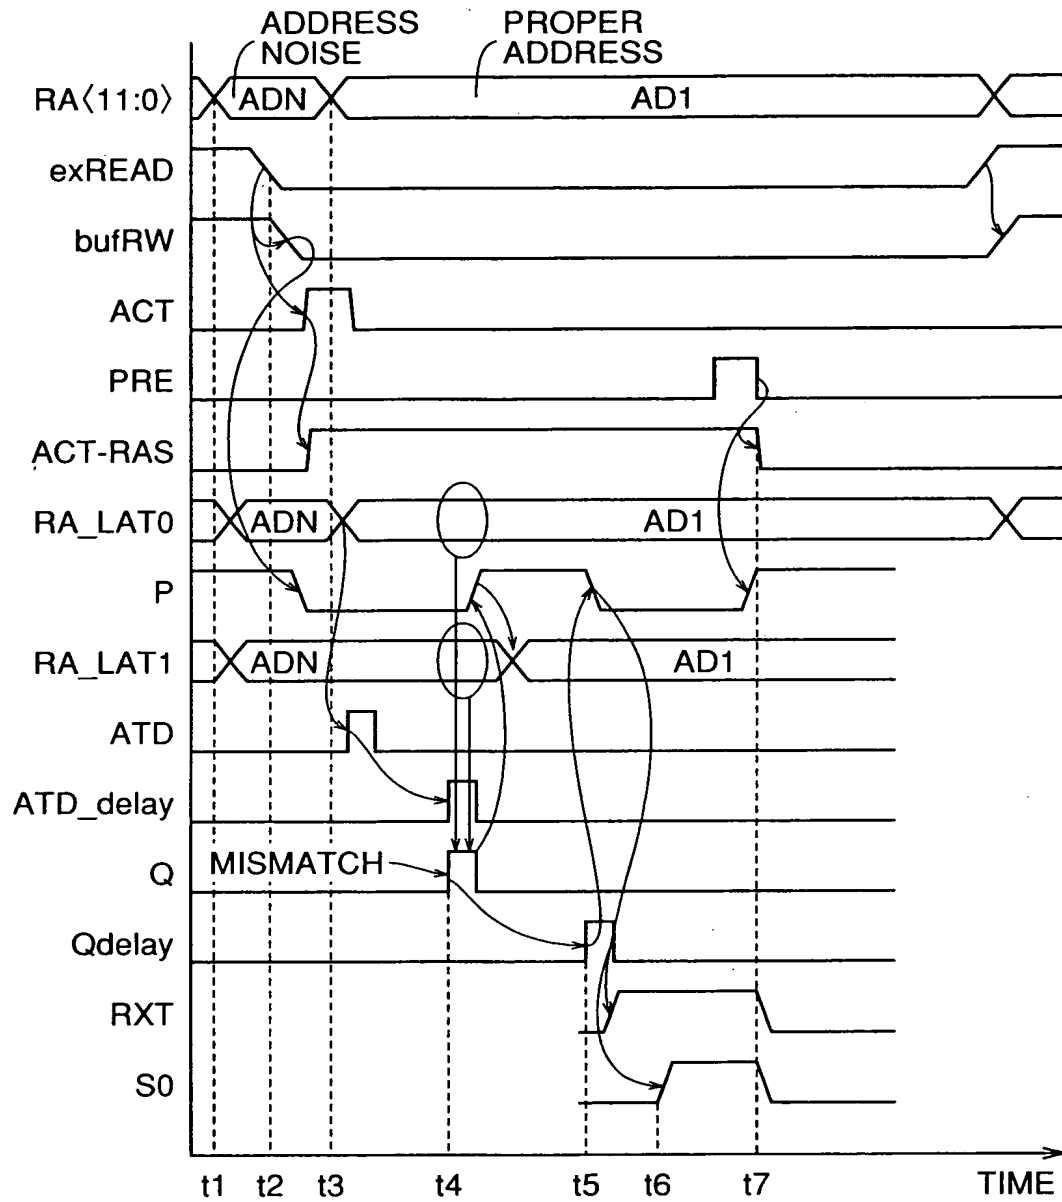 ADDRESS NOISE
PROPER ADDRESS
RA⟨11:0⟩ ADN AD1
exREAD
bufRW
ACT
PRE
ACT-RAS
RA_LAT0 ADN AD1
P
RA_LAT1 ADN AD1
ATD
ATD_delay
Q MISMATCH
Qdelay
RXT
S0
t1 t2 t3 t4 t5 t6 t7 TIME